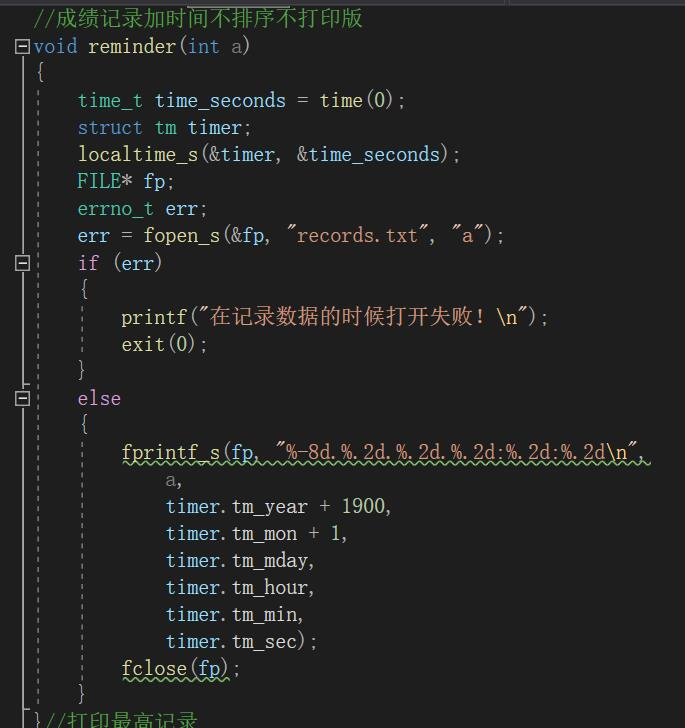 //成绩记录加时间不排序不打印版
void reminder(int a)
{
    time_t time_seconds = time(0);
    struct tm timer;
    localtime_s(&timer, &time_seconds);
    FILE* fp;
    errno_t err;
    err = fopen_s(&fp, "records.txt", "a");
    if (err)
    {
        printf("在记录数据的时候打开失败！\n");
        exit(0);
    }
    else
    {
        fprintf_s(fp, "%-8d.%.2d.%.2d.%.2d:%.2d:%.2d\n",
            a,
            timer.tm_year + 1900,
            timer.tm_mon + 1,
            timer.tm_mday,
            timer.tm_hour,
            timer.tm_min,
            timer.tm_sec);
        fclose(fp);
    }
}//打印最高记录